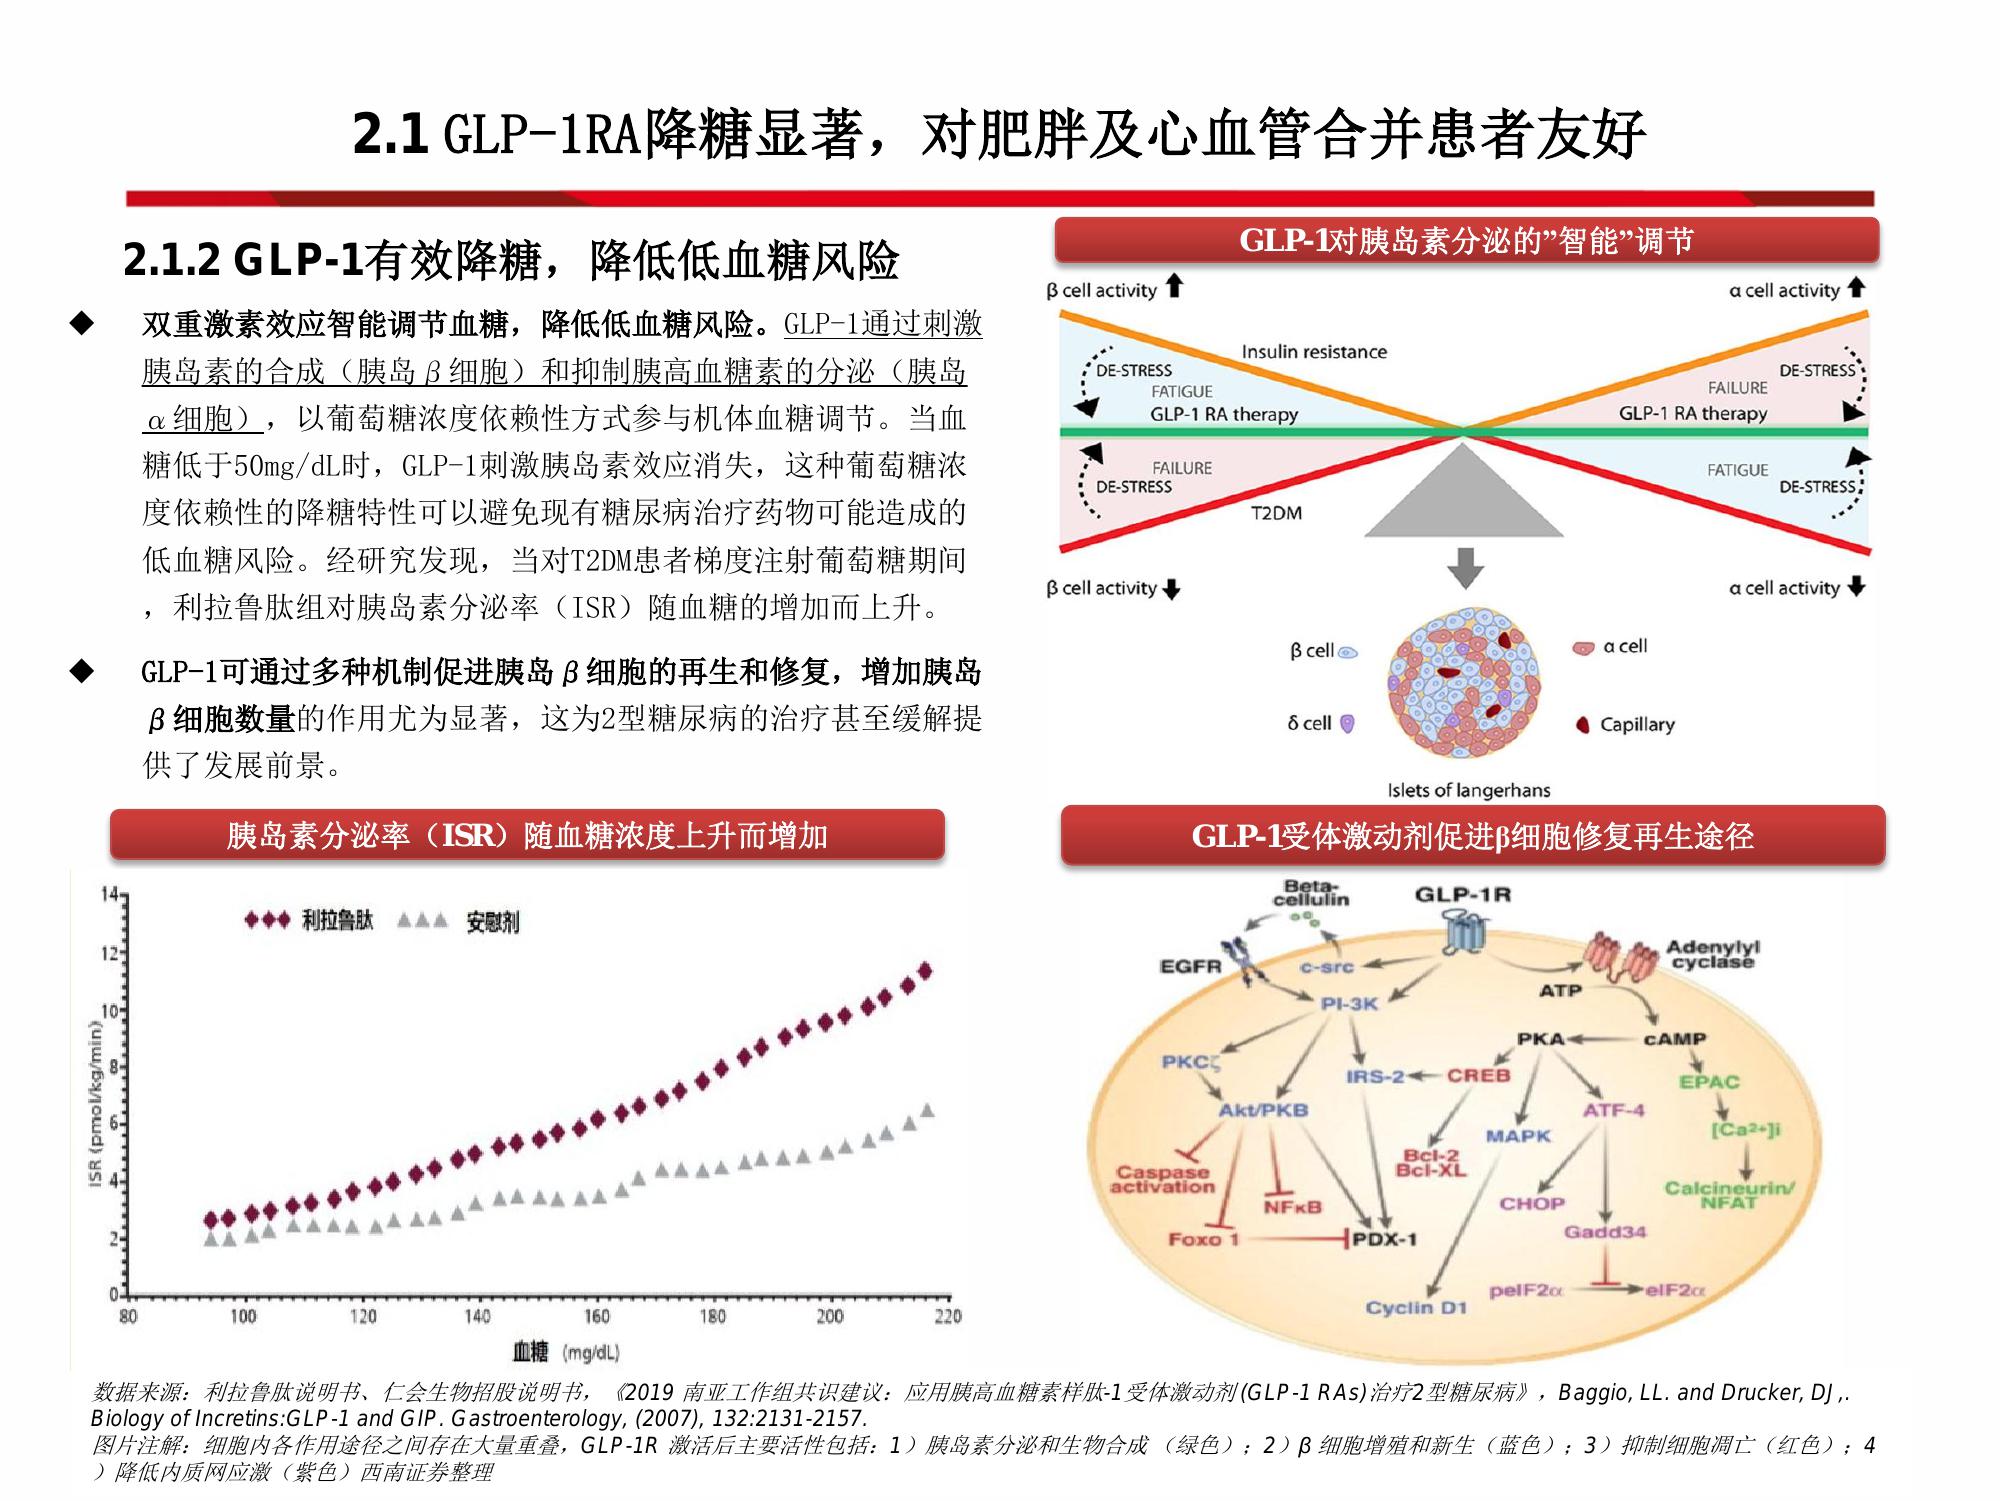 2.1 GLP-1RA降糖显著，对肥胖及心血管合并患者友好
2.1.2 GLP-1有效降糖，降低低血糖风险
◆ 双重激素效应智能调节血糖，降低低血糖风险。GLP-1通过刺激
胰岛素的合成（胰岛β细胞）和抑制胰高血糖素的分泌（胰岛
α细胞），以葡萄糖浓度依赖性方式参与机体血糖调节。当血
糖低于50mg/dL时，GLP-1刺激胰岛素效应消失，这种葡萄糖浓
度依赖性的降糖特性可以避免现有糖尿病治疗药物可能造成的
低血糖风险。经研究发现，当对T2DM患者梯度注射葡萄糖期间
，利拉鲁肽组对胰岛素分泌率（ISR）随血糖的增加而上升。
◆ GLP-1可通过多种机制促进胰岛β细胞的再生和修复，增加胰岛
β细胞数量的作用尤为显著，这为2型糖尿病的治疗甚至缓解提
供了发展前景。
GLP-1对胰岛素分泌的”智能”调节
β cell activity
α cell activity
Insulin resistance
DE-STRESS
DE-STRESS
FATIGUE
FAILURE
GLP-1 RA therapy
GLP-1 RA therapy
FAILURE
FATIGUE
DE-STRESS
DE-STRESS
T2DM
β cell activity
α cell activity
β cell
α cell
δ cell
Capillary
Islets of langerhans
胰岛素分泌率（ISR）随血糖浓度上升而增加
14
12
10
8
6
4
2
0
ISR (pmol/kg/min)
利拉鲁肽
安慰剂
80 100 120 140 160 180 200 220
血糖 (mg/dL)
GLP-1受体激动剂促进β细胞修复再生途径
Beta-
cellulin
GLP-1R
EGFR
c-src
Adenylyl
cyclase
PI-3K
ATP
PKA
cAMP
PKCζ
IRS-2
CREB
EPAC
Akt/PKB
ATF-4
MAPK
[Ca2+]i
Bcl-2
Bcl-XL
Caspase
activation
Calcineurin/
NFAT
NFκB
CHOP
Foxo 1
PDX-1
Gadd34
Cyclin D1
peIF2α
eIF2α
数据来源：利拉鲁肽说明书、仁会生物招股说明书，《2019 南亚工作组共识建议：应用胰高血糖素样肽-1受体激动剂(GLP-1 RAs)治疗2型糖尿病》，Baggio, LL. and Drucker, DJ,.
Biology of Incretins:GLP-1 and GIP. Gastroenterology, (2007), 132:2131-2157.
图片注解：细胞内各作用途径之间存在大量重叠，GLP-1R 激活后主要活性包括：1）胰岛素分泌和生物合成 （绿色）；2）β 细胞增殖和新生（蓝色）；3）抑制细胞凋亡（红色）；4
）降低内质网应激（紫色）西南证券整理